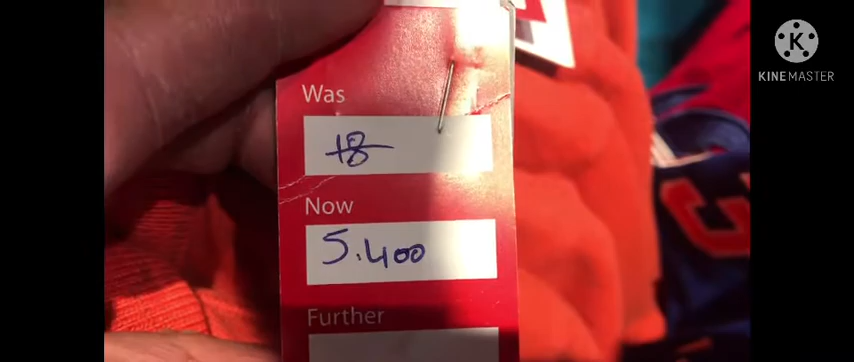 Was
18
Now
5.400
Further
K
KINEMASTER